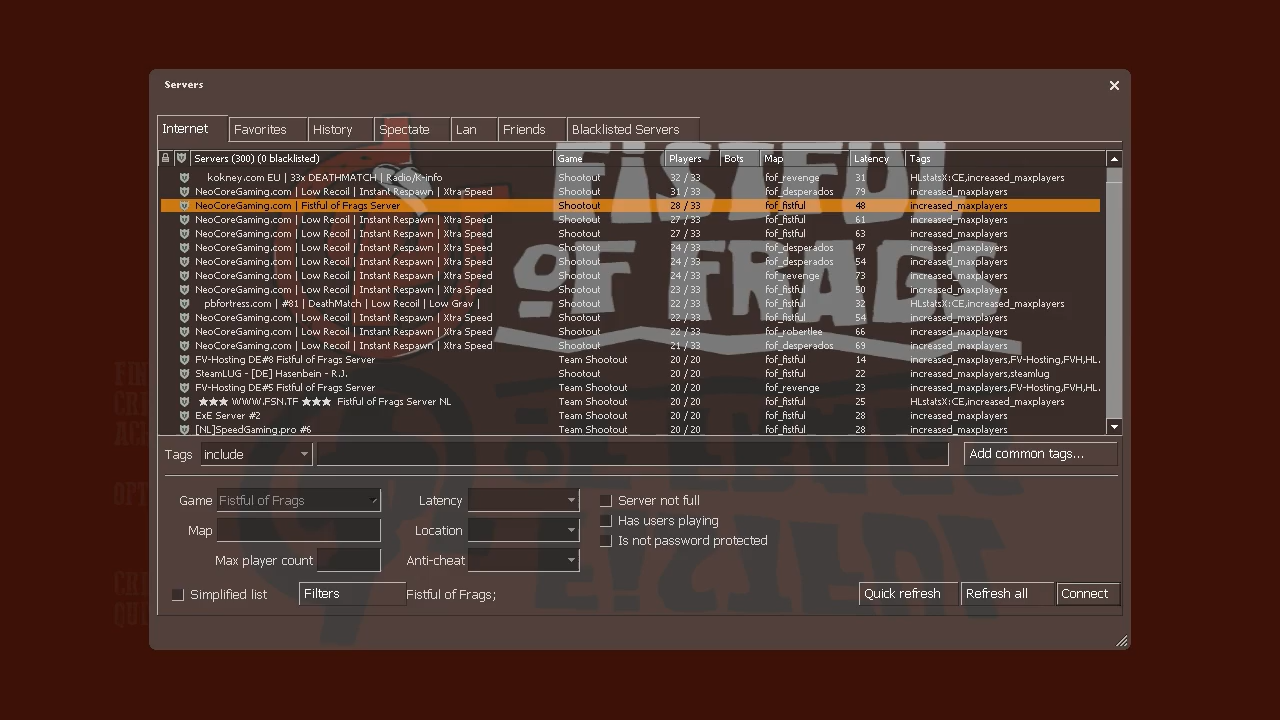 Servers
Internet Favorites History Spectate Lan Friends Blacklisted Servers
Servers (300) (0 blacklisted) Game Players Bots Map Latency Tags
kokney.com EU | 33x DEATHMATCH | Radio/K-info Shootout 32 / 33 fof_revenge 31 HLstatsX:CE,increased_maxplayers
NeoCoreGaming.com | Low Recoil | Instant Respawn | Xtra Speed Shootout 31 / 33 fof_desperados 79 increased_maxplayers
NeoCoreGaming.com | Fistful of Frags Server Shootout 28 / 33 fof_fistful 48 increased_maxplayers
NeoCoreGaming.com | Low Recoil | Instant Respawn | Xtra Speed Shootout 27 / 33 fof_fistful 61 increased_maxplayers
NeoCoreGaming.com | Low Recoil | Instant Respawn | Xtra Speed Shootout 27 / 33 fof_fistful 63 increased_maxplayers
NeoCoreGaming.com | Low Recoil | Instant Respawn | Xtra Speed Shootout 24 / 33 fof_desperados 47 increased_maxplayers
NeoCoreGaming.com | Low Recoil | Instant Respawn | Xtra Speed Shootout 24 / 33 fof_desperados 54 increased_maxplayers
NeoCoreGaming.com | Low Recoil | Instant Respawn | Xtra Speed Shootout 24 / 33 fof_revenge 73 increased_maxplayers
NeoCoreGaming.com | Low Recoil | Instant Respawn | Xtra Speed Shootout 23 / 33 fof_fistful 50 increased_maxplayers
pbfortress.com | #81 | DeathMatch | Low Recoil | Low Grav | Shootout 22 / 33 fof_fistful 32 HLstatsX:CE,increased_maxplayers
NeoCoreGaming.com | Low Recoil | Instant Respawn | Xtra Speed Shootout 22 / 33 fof_fistful 54 increased_maxplayers
NeoCoreGaming.com | Low Recoil | Instant Respawn | Xtra Speed Shootout 22 / 33 fof_robertlee 66 increased_maxplayers
NeoCoreGaming.com | Low Recoil | Instant Respawn | Xtra Speed Shootout 21 / 33 fof_desperados 69 increased_maxplayers
FV-Hosting DE#8 Fistful of Frags Server Team Shootout 20 / 20 fof_fistful 14 increased_maxplayers,FV-Hosting,FVH,HL.
SteamLUG - [DE] Hasenbein - R.J. Shootout 20 / 20 fof_fistful 22 increased_maxplayers,steamlug
FV-Hosting DE#5 Fistful of Frags Server Team Shootout 20 / 20 fof_revenge 23 increased_maxplayers,FV-Hosting,FVH,HL.
★★★ WWW.FSN.TF ★★★ Fistful of Frags Server NL Team Shootout 20 / 20 fof_fistful 25 HLstatsX:CE,increased_maxplayers
ExE Server #2 Team Shootout 20 / 20 fof_fistful 28 increased_maxplayers
[NL]SpeedGaming.pro #6 Team Shootout 20 / 20 fof_fistful 28 increased_maxplayers
FISTFUL
OF FRAGS
Tags include Add common tags...
Game Fistful of Frags Latency Server not full
Has users playing
Map Location
Is not password protected
Max player count Anti-cheat
Simplified list Filters Fistful of Frags; Quick refresh Refresh all Connect